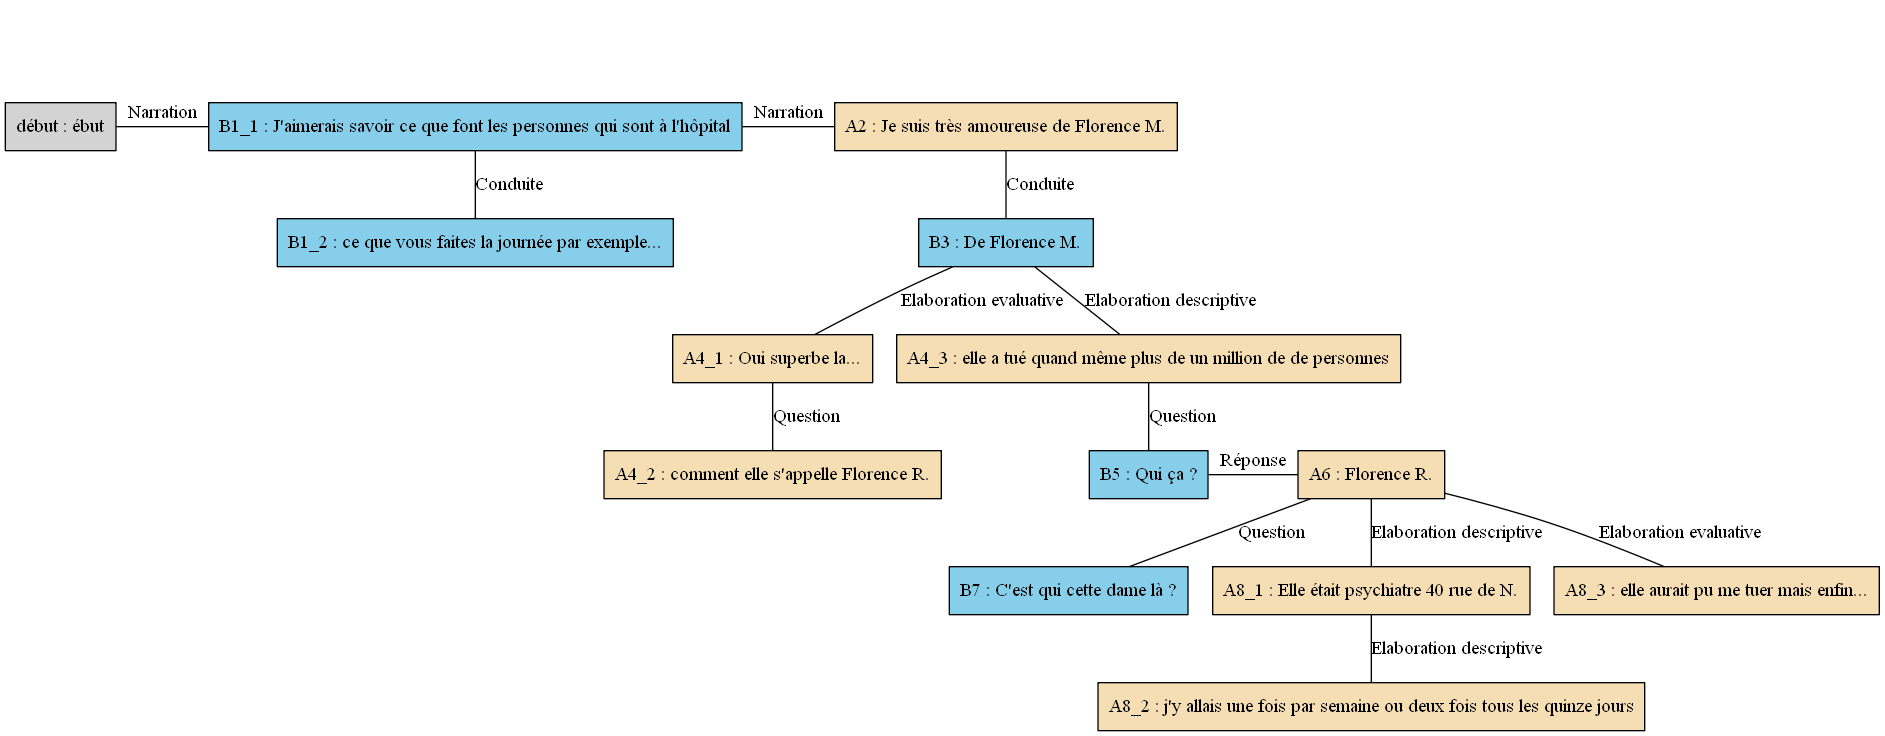 Narration
Narration
début : ébut
B1_1 : J'aimerais savoir ce que font les personnes qui sont à l'hôpital
A2 : Je suis très amoureuse de Florence M.
Conduite
Conduite
B1_2 : ce que vous faites la journée par exemple...
B3 : De Florence M.
Elaboration evaluative
Elaboration descriptive
A4_1 : Oui superbe la...
A4_3 : elle a tué quand même plus de un million de de personnes
Question
Question
A4_2 : comment elle s'appelle Florence R.
B5 : Qui ça ?
Réponse
A6 : Florence R.
Question
Elaboration descriptive
Elaboration evaluative
B7 : C'est qui cette dame là ?
A8_1 : Elle était psychiatre 40 rue de N.
A8_3 : elle aurait pu me tuer mais enfin...
Elaboration descriptive
A8_2 : j'y allais une fois par semaine ou deux fois tous les quinze jours